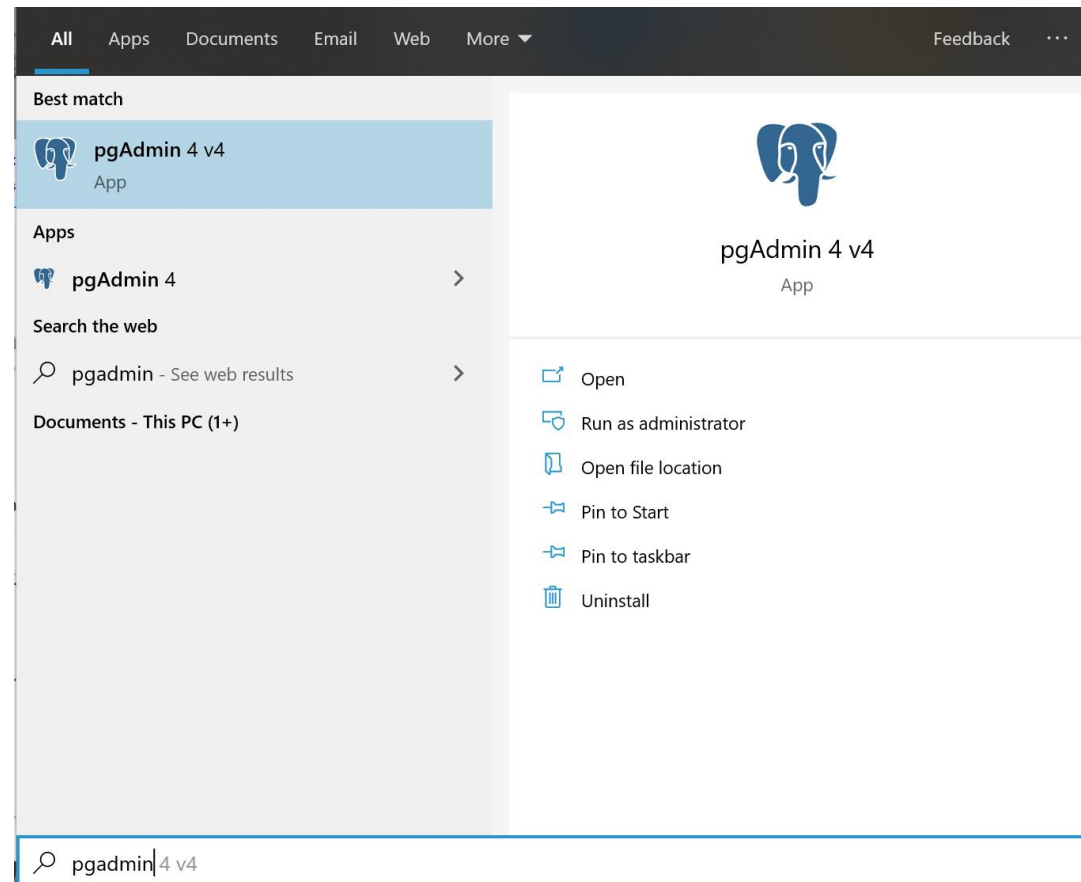 All Apps Documents Email Web More Feedback ...
Best match
pgAdmin 4 v4
App
Apps
pgAdmin 4
Search the web
pgadmin - See web results
Documents - This PC (1+)
pgAdmin 4 v4
App
Open
Run as administrator
Open file location
Pin to Start
Pin to taskbar
Uninstall
pgadmin 4 v4